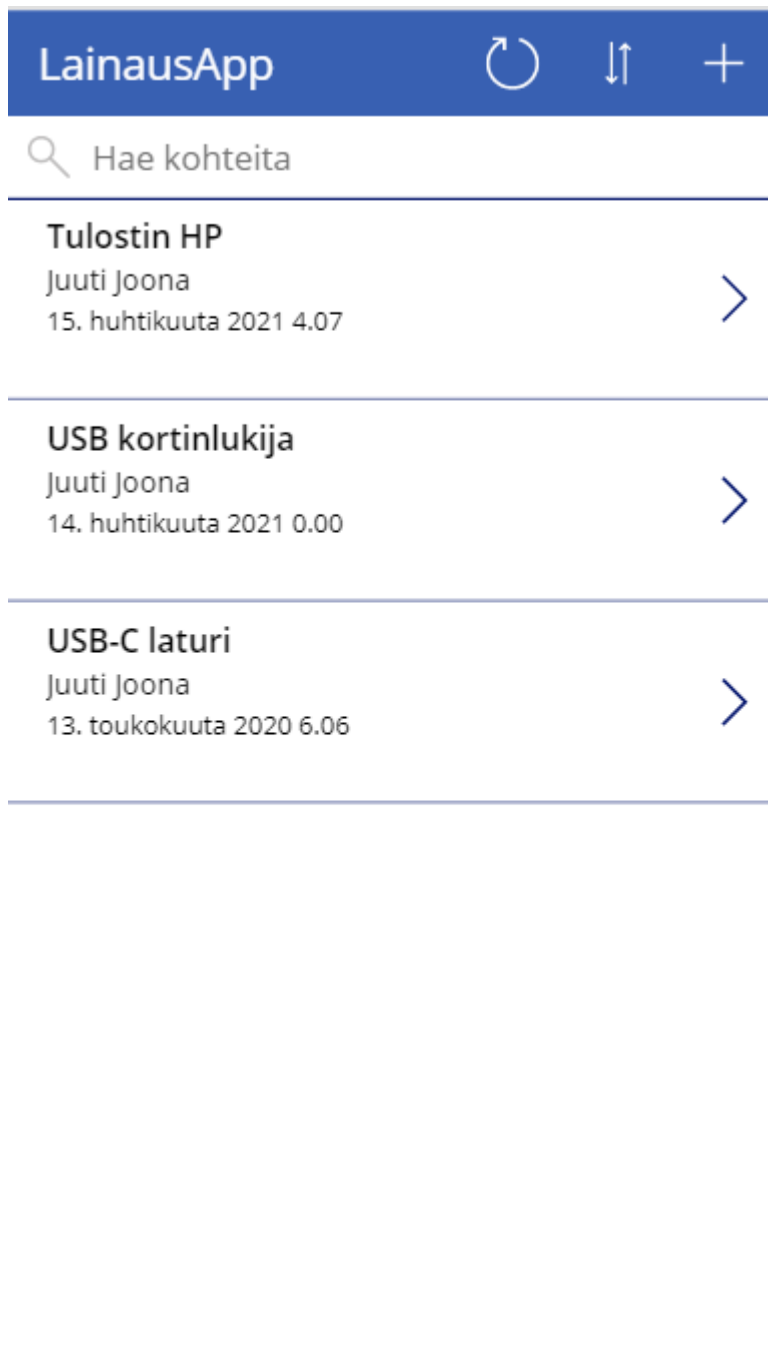 LainausApp
Hae kohteita
Tulostin HP
Juuti Joona
15. huhtikuuta 2021 4.07
USB kortinlukija
Juuti Joona
14. huhtikuuta 2021 0.00
USB-C laturi
Juuti Joona
13. toukokuuta 2020 6.06